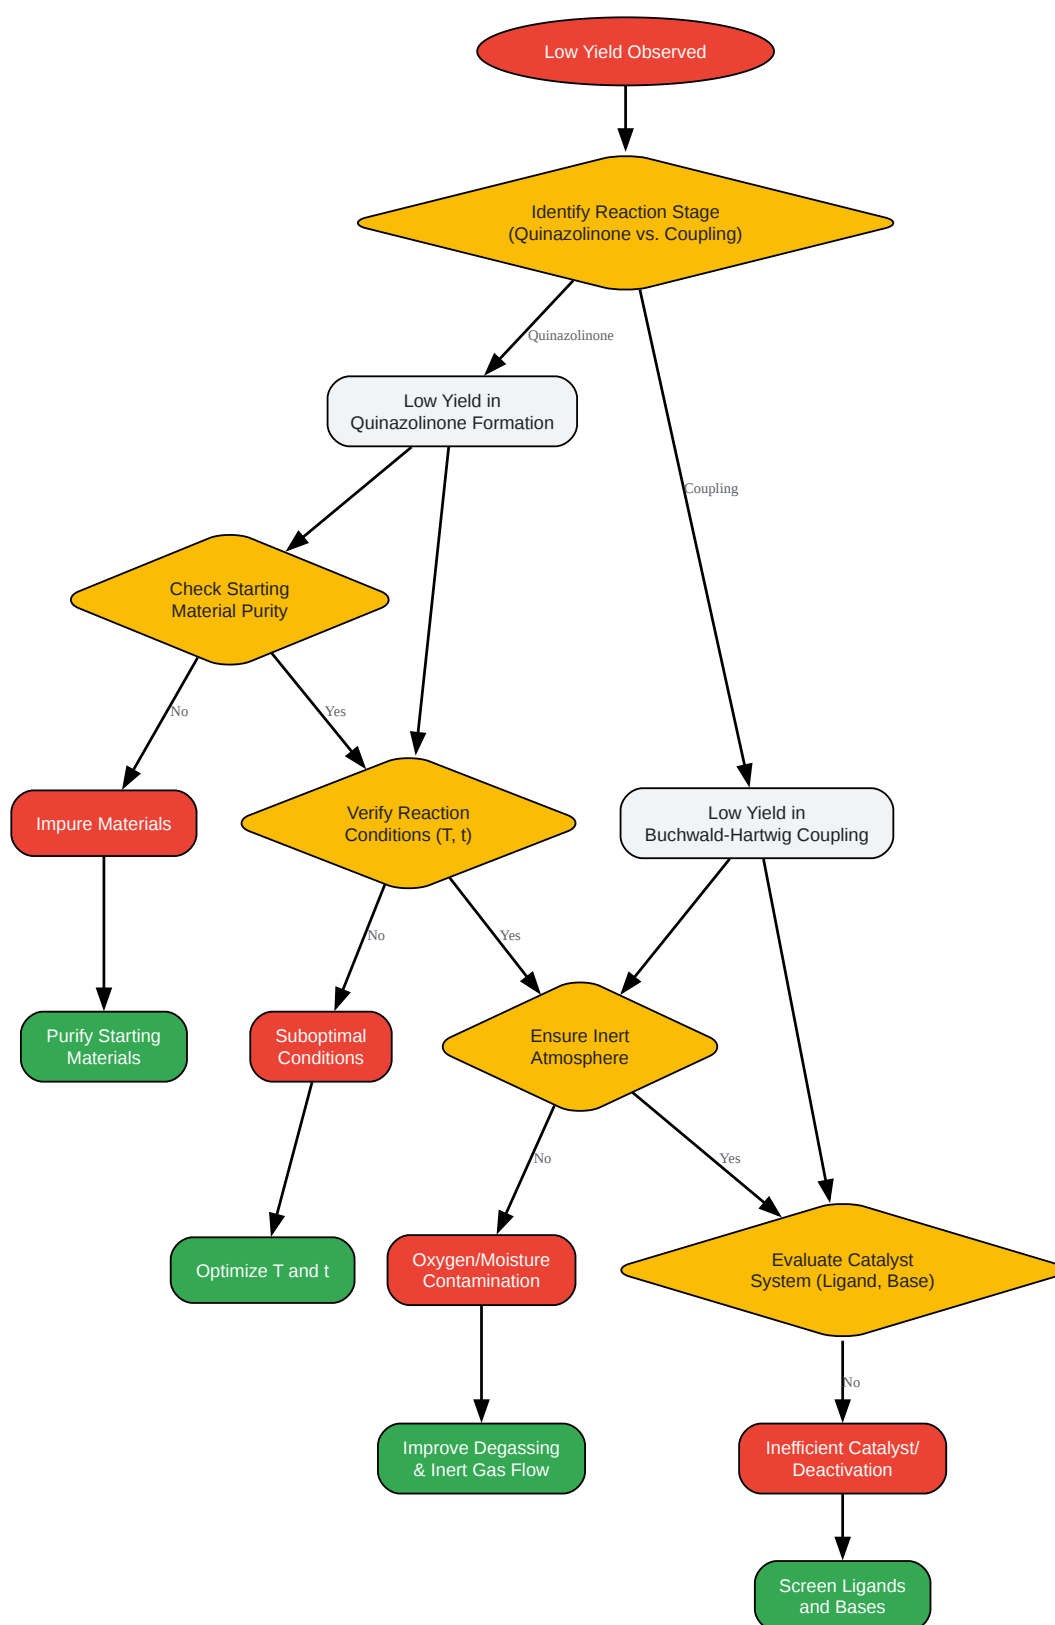 Low Yield Observed
Identify Reaction Stage
(Quinazolinone vs. Coupling)
Quinazolinone
Low Yield in
Quinazolinone Formation
Coupling
Check Starting
Material Purity
No
Yes
Impure Materials
Verify Reaction
Conditions (T, t)
Low Yield in
Buchwald-Hartwig Coupling
No
Yes
Purify Starting
Materials
Suboptimal
Conditions
Ensure Inert
Atmosphere
No
Yes
Optimize T and t
Oxygen/Moisture
Contamination
Evaluate Catalyst
System (Ligand, Base)
No
Improve Degassing
& Inert Gas Flow
Inefficient Catalyst/
Deactivation
Screen Ligands
and Bases